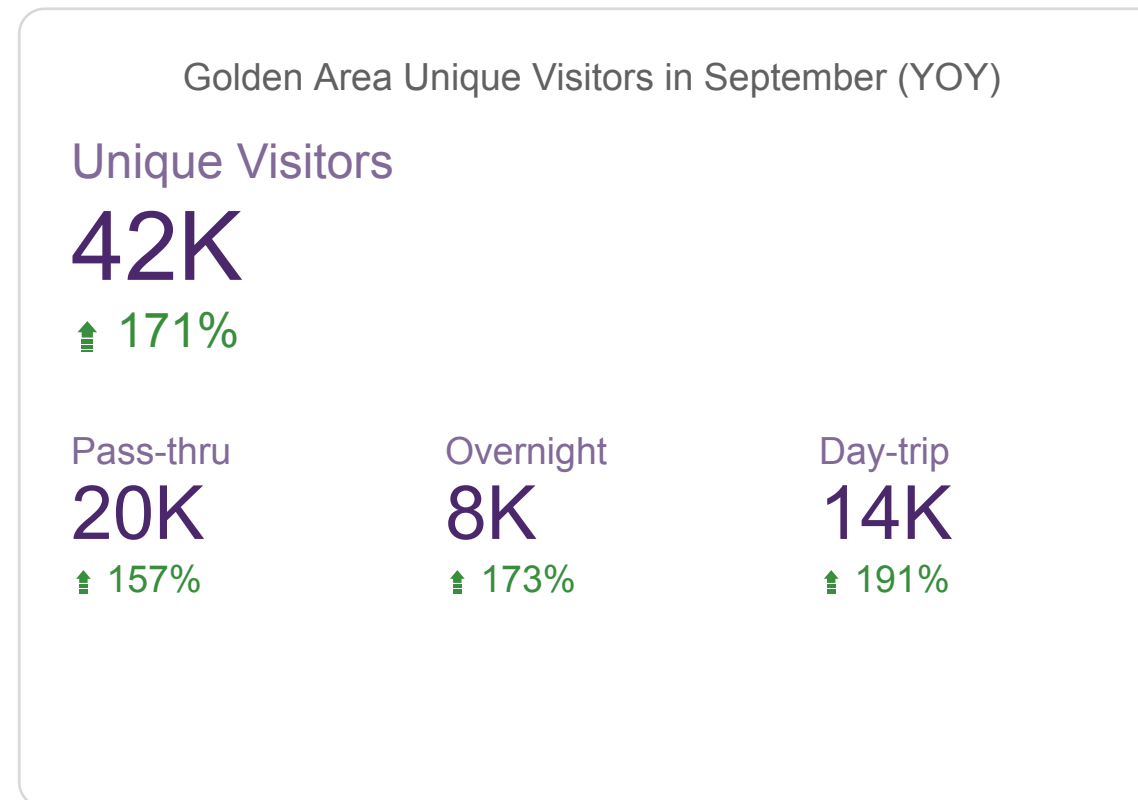 Golden Area Unique Visitors in September (YOY)
Unique Visitors
42K
171%
Pass-thru Overnight Day-trip
20K 8K 14K
157% 173% 191%